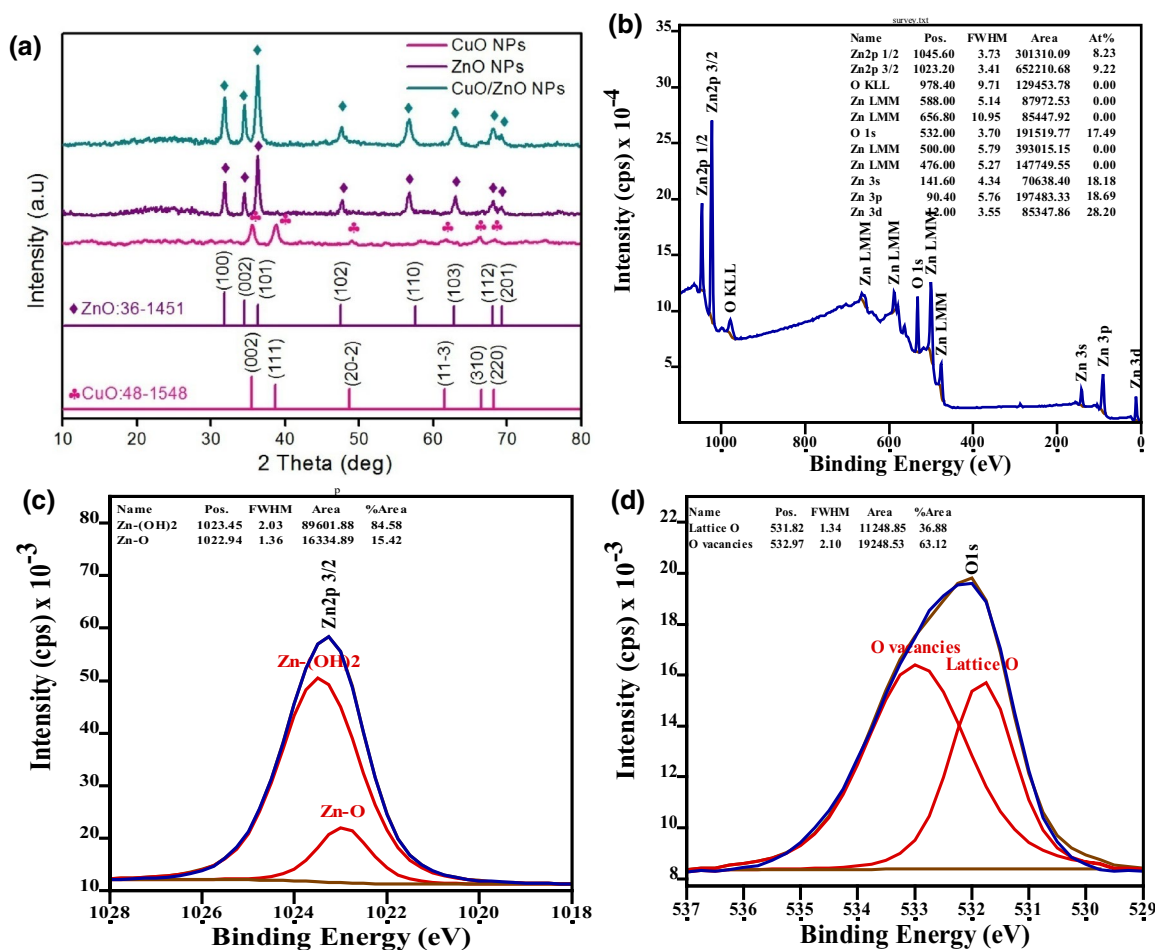 (a)
CuO NPs
ZnO NPs
CuO/ZnO NPs
Intensity (a.u)
(100)
(002)
(101)
(102)
(110)
(103)
(112)
(201)
♦ZnO:36-1451
(002)
(111)
(20-2)
(11-3)
(310)
(220)
♣CuO:48-1548
10 20 30 40 50 60 70 80
2 Theta (deg)
(b)
survey.txt
Name Pos. FWHM Area At%
Zn2p 1/2 1045.60 3.73 301310.09 8.23
Zn2p 3/2 1023.20 3.41 652210.68 9.22
O KLL 978.40 9.71 129453.78 0.00
Zn LMM 588.00 5.14 87972.53 0.00
Zn LMM 656.80 10.95 85447.92 0.00
O 1s 532.00 3.70 191519.77 17.49
Zn LMM 500.00 5.79 393015.15 0.00
Zn LMM 476.00 5.27 147749.55 0.00
Zn 3s 141.60 4.34 70638.40 18.18
Zn 3p 90.40 5.76 197483.33 18.69
Zn 3d 12.00 3.55 85347.86 28.20
Zn2p 1/2
Zn2p 3/2
O KLL
Zn LMM
Zn LMM
O 1s
Zn LMM
Zn LMM
Zn 3s
Zn 3p
Zn 3d
35
30
25
20
15
10
5
Intensity (cps) x 10-4
1000 800 600 400 200 0
Binding Energy (eV)
(c)
p
Name Pos. FWHM Area %Area
Zn-(OH)2 1023.45 2.03 89601.88 84.58
Zn-O 1022.94 1.36 16334.89 15.42
Zn2p 3/2
Zn-(OH)2
Zn-O
80
70
60
50
40
30
20
10
Intensity (cps) x 10-3
1028 1026 1024 1022 1020 1018
Binding Energy (eV)
(d)
Name Pos. FWHM Area %Area
Lattice O 531.82 1.34 11248.85 36.88
O vacancies 532.97 2.10 19248.53 63.12
O1s
O vacancies
Lattice O
22
20
18
16
14
12
10
8
Intensity (cps) x 10-3
537 536 535 534 533 532 531 530 529
Binding Energy (eV)